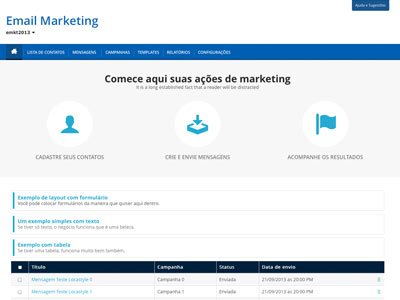 Ajuda e Sugestões
Email Marketing
emkt2013
LISTA DE CONTATOS MENSAGENS CAMPANHAS TEMPLATES RELATÓRIOS CONFIGURAÇÕES
Comece aqui suas ações de marketing
It is a long established fact that a reader will be distracted
CADASTRE SEUS CONTATOS CRIE E ENVIE MENSAGENS ACOMPANHE OS RESULTADOS
Exemplo de layout com formulário
Você pode colocar formulários da maneira que quiser aqui dentro.
Um exemplo simples com texto
Se tiver só texto, o negócio funciona que é uma beleza.
Exemplo com tabela
Se tiver uma tabela, funciona muito bem também.
Título Campanha Status Data de envio
Mensagem Teste Locastyle 0 Campanha 0 Enviada 21/09/2013 as 20:00 PM
Mensagem Teste Locastyle 1 Campanha 1 Enviada 21/09/2013 as 20:00 PM